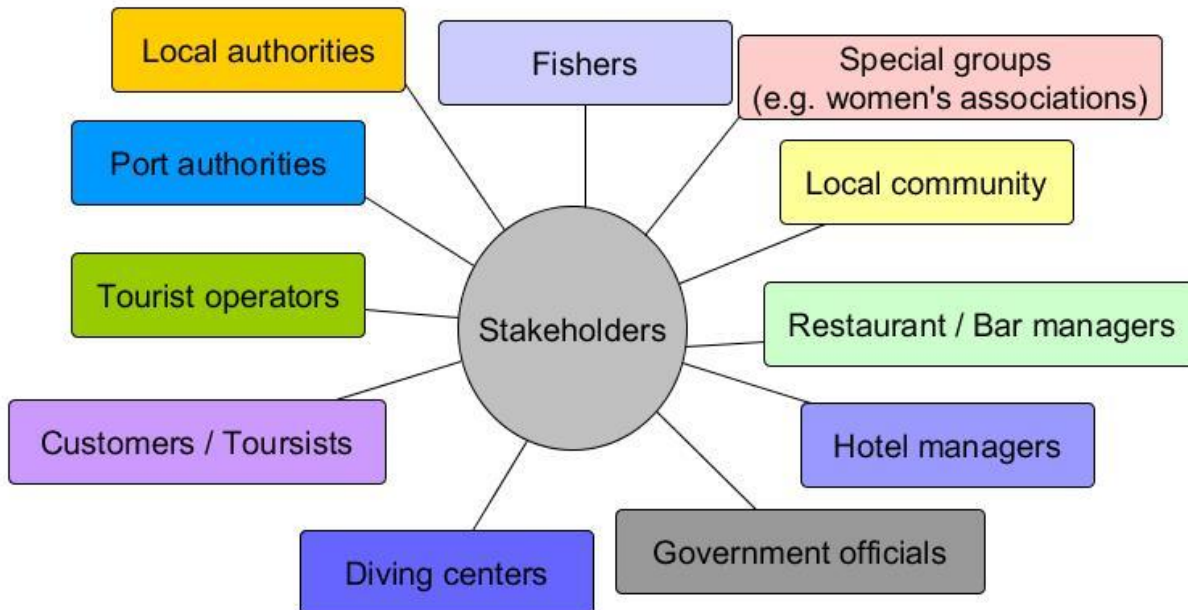 Local authorities
Fishers
Special groups
(e.g. women's associations)
Port authorities
Local community
Tourist operators
Stakeholders
Restaurant / Bar managers
Customers / Toursists
Hotel managers
Diving centers
Government officials